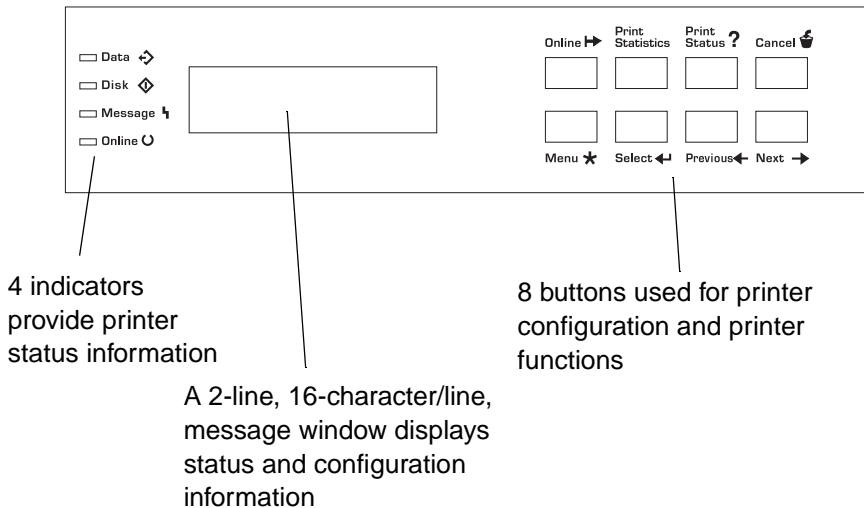 Data
Disk
Message
Online
Online
Print
Statistics
Print
Status ?
Cancel
Menu
Select
Previous
Next
4 indicators
provide printer
status information
8 buttons used for printer
configuration and printer
functions
A 2-line, 16-character/line,
message window displays
status and configuration
information